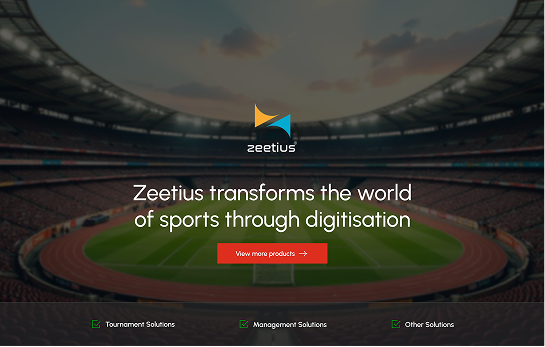 zeetius
Zeetius transforms the world
of sports through digitisation
View more products
Tournament Solutions
Management Solutions
Other Solutions